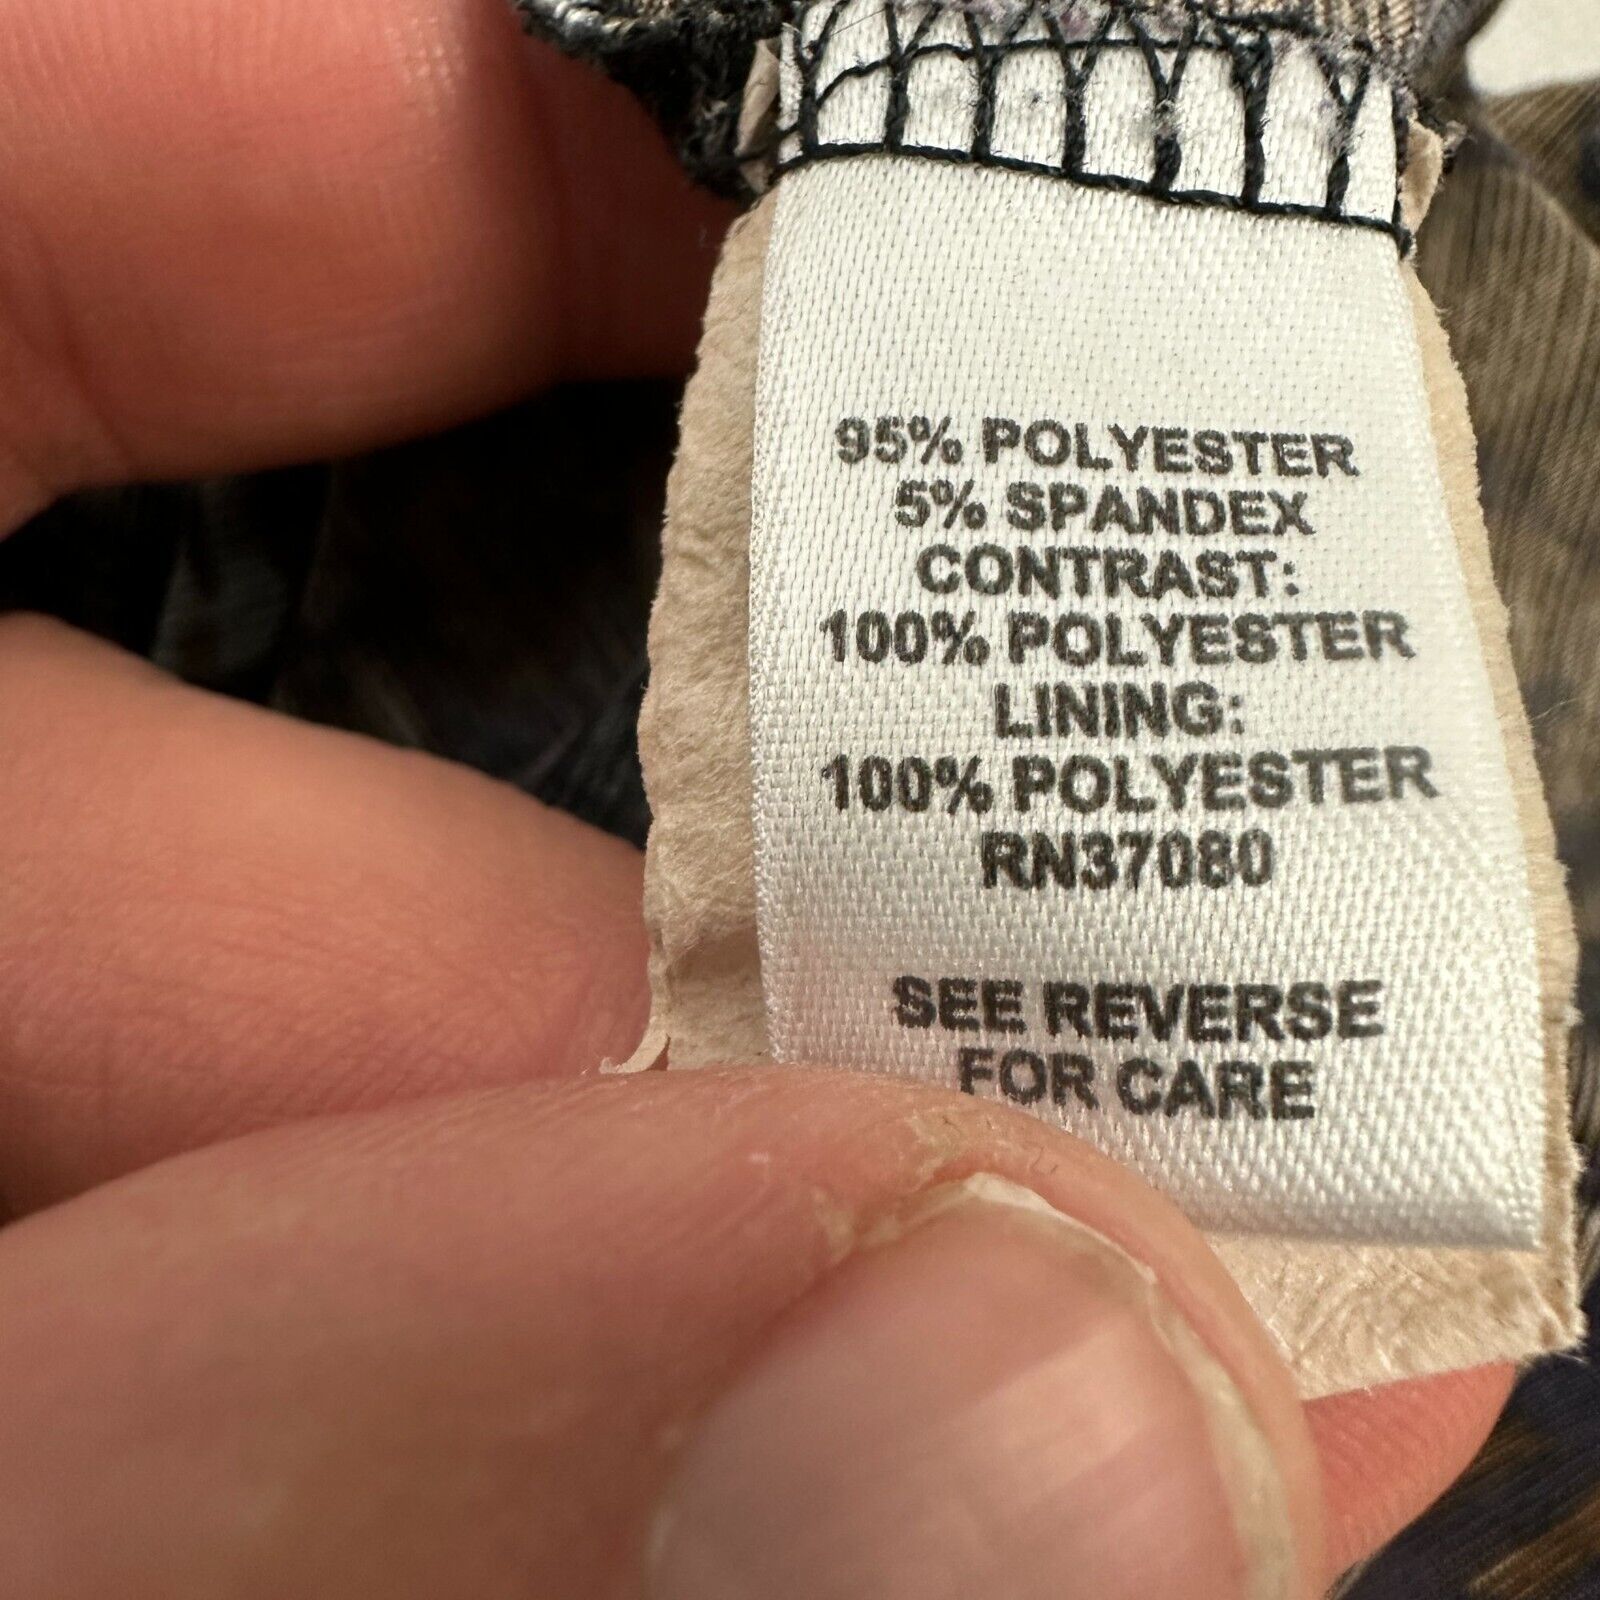 95% POLYESTER
5% SPANDEX
CONTRAST:
100% POLYESTER
LINING:
100% POLYESTER
RN37080
SEE REVERSE
FOR CARE